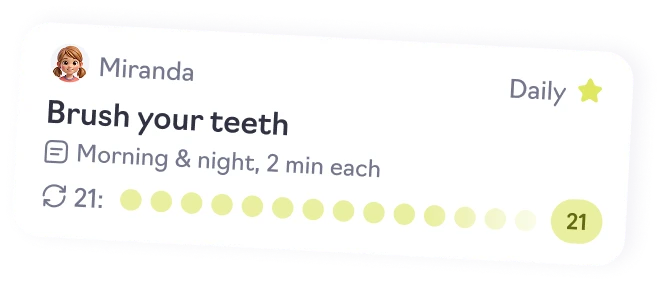 Miranda
Daily
Brush your teeth
Morning & night, 2 min each
21:
21